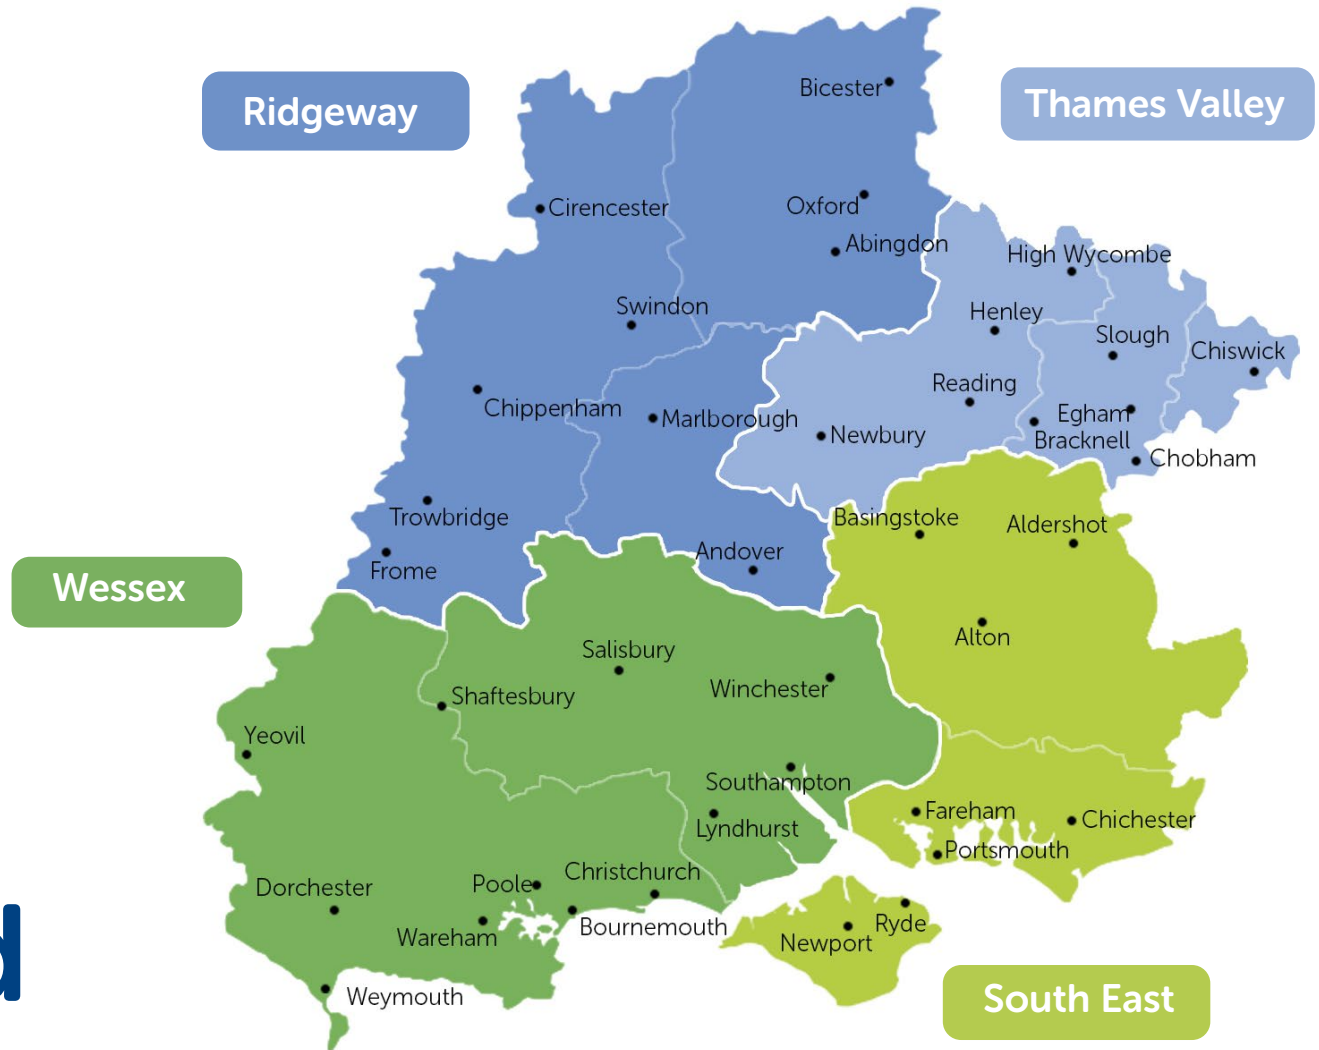 Bicester
Ridgeway
Thames Valley
Oxford
Cirencester
Abingdon
High Wycombe
Swindon
Henley
Slough
Chiswick
Reading
Chippenham
Marlborough
Egham
Newbury
Bracknell
Chobham
Trowbridge
Basingstoke
Aldershot
Andover
Frome
Wessex
Alton
Salisbury
Winchester
Shaftesbury
Yeovil
Southampton
Fareham
Chichester
Lyndhurst
Portsmouth
Christchurch
Poole
Dorchester
Ryde
Bournemouth
Wareham
Newport
Weymouth
South East
d